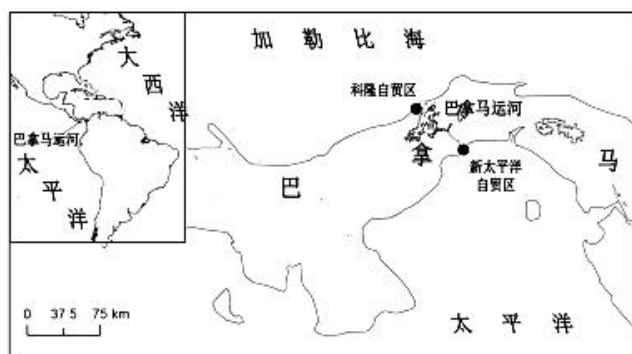 加勒比海
大西洋
科隆自贸区
巴拿马运河
巴拿马运河
太平洋
巴
拿
马
新太平洋
自贸区
0 37.5 75 km
太平洋